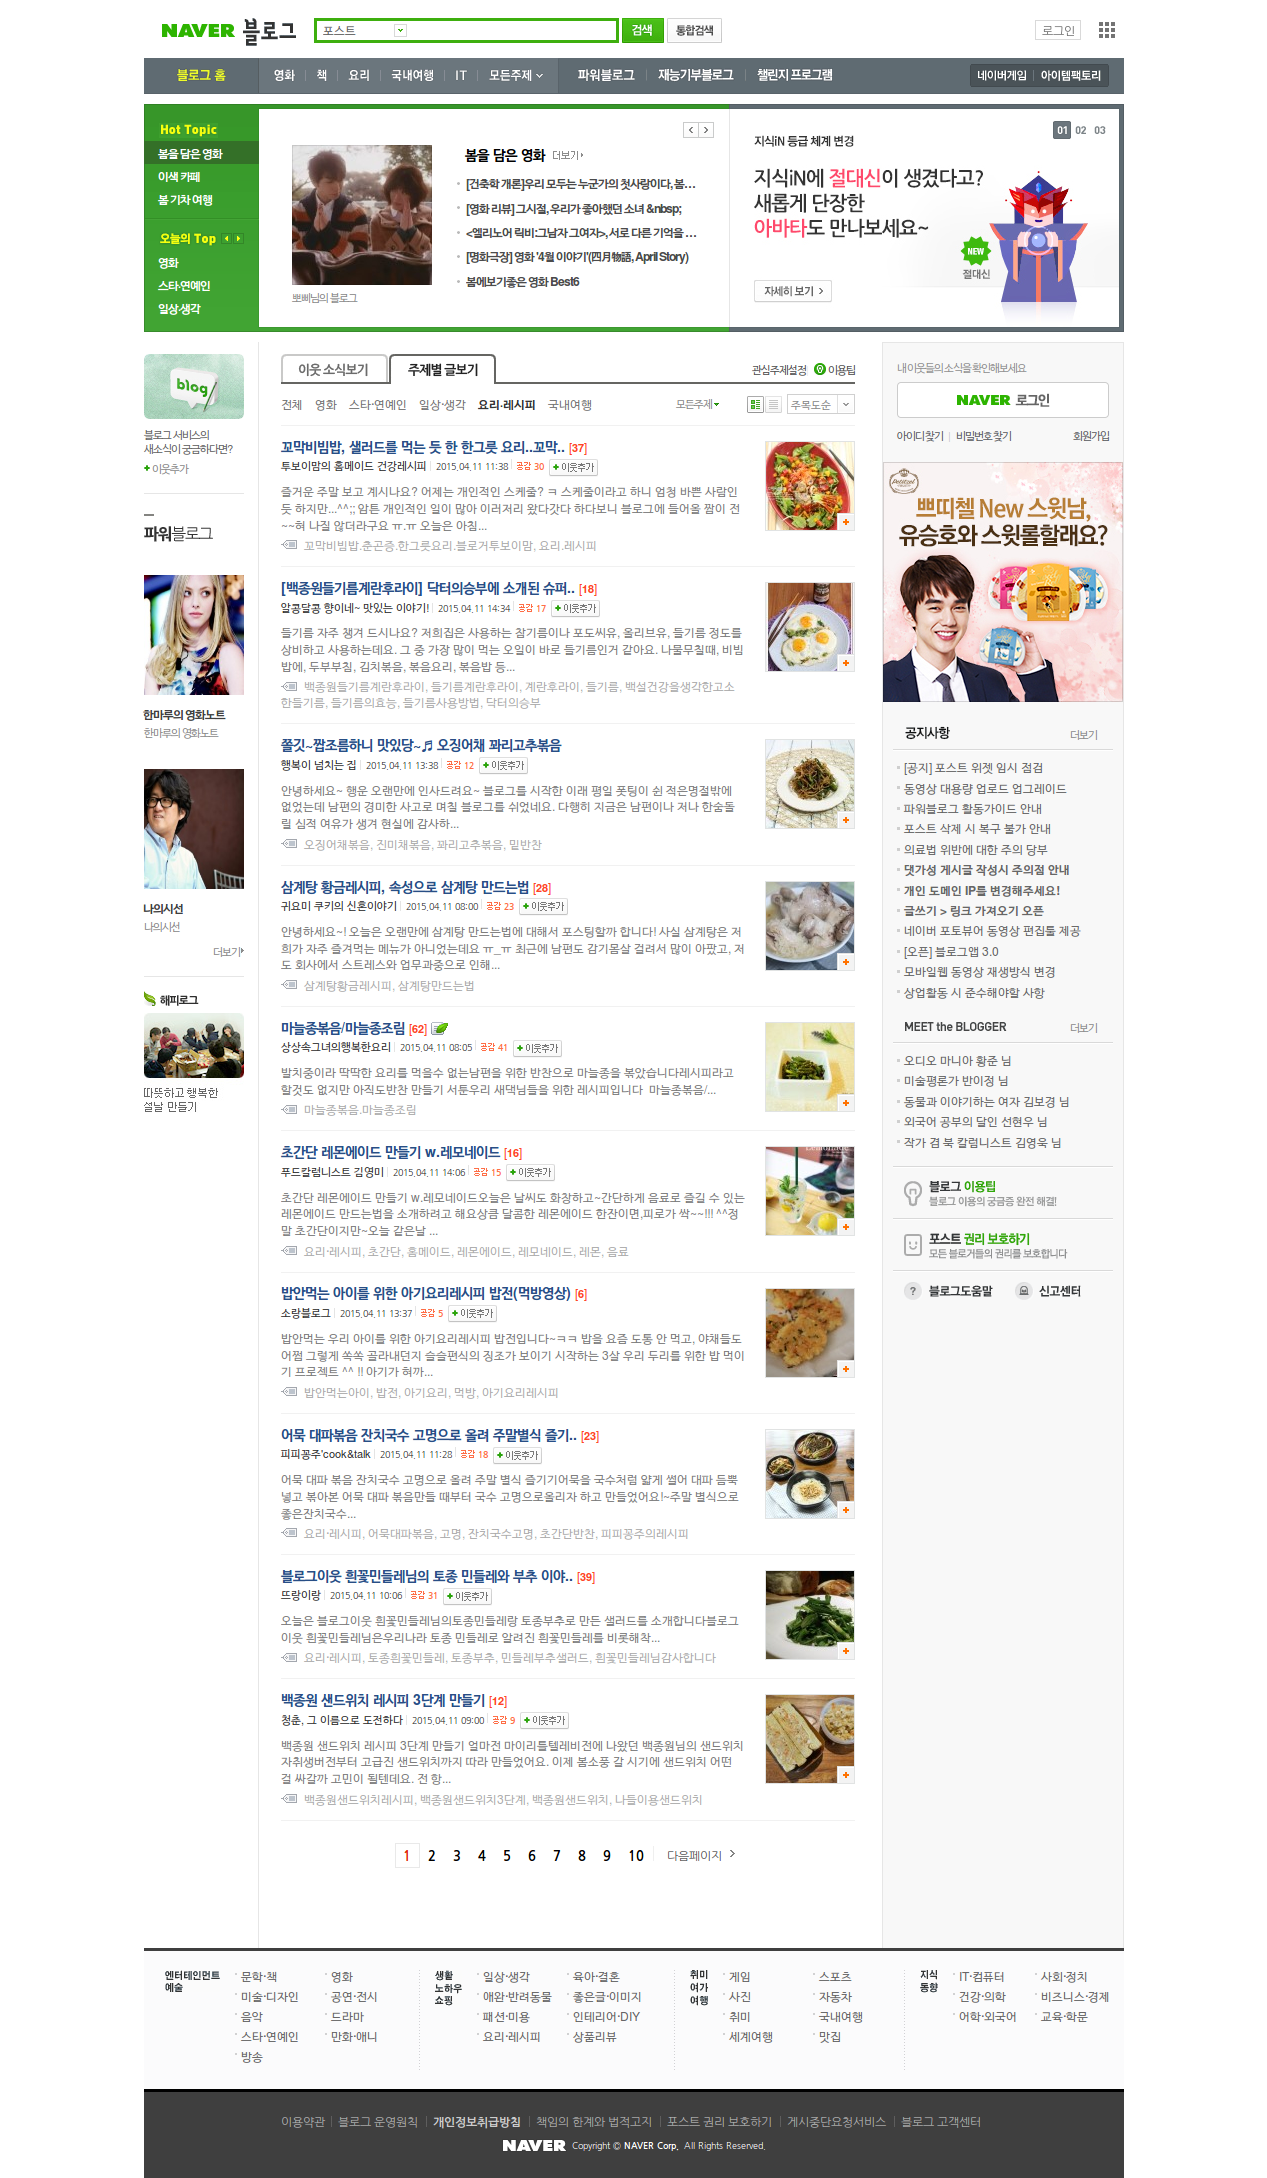 NAVER 블로그
포스트
검색
통합검색
로그인
블로그 홈
영화 책 요리 국내여행 IT 모든주제
파워블로그 재능기부블로그 챌린지 프로그램
네이버게임 아이템팩토리
Hot Topic
봄을 담은 영화
이색 카페
봄 기차 여행
오늘의 Top
영화
스타·연예인
일상·생각
뽀삐님의 블로그
봄을 담은 영화 더보기
[건축학 개론]우리 모두는 누군가의 첫사랑이다, 봄...
[영화 리뷰] 그시절, 우리가 좋아했던 소녀 &nbsp;
<엘리노어 릭비:그남자 그여자>, 서로 다른 기억을 ...
[명화극장] 영화 '4월 이야기'(四月物語, April Story)
봄에보기좋은 영화 Best6
01 02 03
지식iN 등급 체계 변경
지식iN에 절대신이 생겼다고?
새롭게 단장한
아바타도 만나보세요~
NEW
절대신
자세히 보기
blog
블로그 서비스의
새소식이 궁금하다면?
이웃추가
파워블로그
한마루의 영화노트
한마루의 영화노트
나의시선
나의시선
더보기
해피로그
따뜻하고 행복한
설날 만들기
이웃 소식보기
주제별 글보기
관심주제설정 이용팁
전체 영화 스타·연예인 일상·생각 요리·레시피 국내여행
모든주제
주목도순
꼬막비빔밥, 샐러드를 먹는 듯 한 한그릇 요리..꼬막.. [37]
투보이맘의 홈메이드 건강레시피 2015.04.11 11:38 공감 30 이웃추가
즐거운 주말 보고 계시나요? 어제는 개인적인 스케줄? ㅋ 스케줄이라고 하니 엄청 바쁜 사람인
듯 하지만...^^;; 암튼 개인적인 일이 많아 이러저리 왔다갓다 하다보니 블로그에 들어올 짬이 전
~~혀 나질 않더라구요 ㅠ.ㅠ 오늘은 아침...
꼬막비빔밥.춘곤증.한그릇요리.블로거투보이맘, 요리.레시피
[백종원들기름계란후라이] 닥터의승부에 소개된 슈퍼.. [18]
알콩달콩 향이네~ 맛있는 이야기! 2015.04.11 14:34 공감 17 이웃추가
들기름 자주 챙겨 드시나요? 저희집은 사용하는 참기름이나 포도씨유, 올리브유, 들기름 정도를
상비하고 사용하는데요. 그 중 가장 많이 먹는 오일이 바로 들기름인거 같아요. 나물무칠때, 비빔
밥에, 두부부침, 김치볶음, 볶음요리, 볶음밥 등...
백종원들기름계란후라이, 들기름계란후라이, 계란후라이, 들기름, 백설건강을생각한고소
한들기름, 들기름의효능, 들기름사용방법, 닥터의승부
쫄깃~짭조름하니 맛있당~♬ 오징어채 꽈리고추볶음
행복이 넘치는 집 2015.04.11 13:38 공감 12 이웃추가
안녕하세요~ 행운 오랜만에 인사드려요~ 블로그를 시작한 이래 평일 폿팅이 쉰 적은명절밖에
없었는데 남편의 경미한 사고로 며칠 블로그를 쉬었네요. 다행히 지금은 남편이나 저나 한숨돌
릴 심적 여유가 생겨 현실에 감사하...
오징어채볶음, 진미채볶음, 꽈리고추볶음, 밑반찬
삼계탕 황금레시피, 속성으로 삼계탕 만드는법 [28]
귀요미 쿠키의 신혼이야기 2015.04.11 08:00 공감 23 이웃추가
안녕하세요~! 오늘은 오랜만에 삼계탕 만드는법에 대해서 포스팅할까 합니다! 사실 삼계탕은 저
희가 자주 즐겨먹는 메뉴가 아니었는데요 ㅠ_ㅠ 최근에 남편도 감기몸살 걸려서 많이 아팠고, 저
도 회사에서 스트레스와 업무과중으로 인해...
삼계탕황금레시피, 삼계탕만드는법
마늘종볶음/마늘종조림 [62]
상상속그녀의행복한요리 2015.04.11 08:05 공감 41 이웃추가
발치중이라 딱딱한 요리를 먹을수 없는남편을 위한 반찬으로 마늘종을 볶았습니다레시피라고
할것도 없지만 아직도반찬 만들기 서툰우리 새댁님들을 위한 레시피입니다 마늘종볶음/...
마늘종볶음.마늘종조림
초간단 레몬에이드 만들기 w.레모네이드 [16]
푸드칼럼니스트 김영미 2015.04.11 14:06 공감 15 이웃추가
초간단 레몬에이드 만들기 w.레모네이드오늘은 날씨도 화창하고~간단하게 음료로 즐길 수 있는
레몬에이드 만드는법을 소개하려고 해요상큼 달콤한 레몬에이드 한잔이면,피로가 싹~~!!! ^^정
말 초간단이지만~오늘 같은날 ...
요리·레시피, 초간단, 홈메이드, 레몬에이드, 레모네이드, 레몬, 음료
밥안먹는 아이를 위한 아기요리레시피 밥전(먹방영상) [6]
소랑블로그 2015.04.11 13:37 공감 5 이웃추가
밥안먹는 우리 아이를 위한 아기요리레시피 밥전입니다~ㅋㅋ 밥을 요즘 도통 안 먹고, 야채들도
어쩜 그렇게 쏙쏙 골라내던지 슬슬편식의 징조가 보이기 시작하는 3살 우리 두리를 위한 밥 먹이
기 프로젝트 ^^ !! 아기가 혀까...
밥안먹는아이, 밥전, 아기요리, 먹방, 아기요리레시피
어묵 대파볶음 잔치국수 고명으로 올려 주말별식 즐기.. [23]
피피꽁주'cook&talk 2015.04.11 11:28 공감 18 이웃추가
어묵 대파 볶음 잔치국수 고명으로 올려 주말 별식 즐기기어묵을 국수처럼 얇게 썰어 대파 듬뿍
넣고 볶아본 어묵 대파 볶음만들 때부터 국수 고명으로올리자 하고 만들었어요!~주말 별식으로
좋은잔치국수...
요리·레시피, 어묵대파볶음, 고명, 잔치국수고명, 초간단반찬, 피피꽁주의레시피
블로그이웃 흰꽃민들레님의 토종 민들레와 부추 이야.. [39]
뜨랑이랑 2015.04.11 10:06 공감 31 이웃추가
오늘은 블로그이웃 흰꽃민들레님의토종민들레랑 토종부추로 만든 샐러드를 소개합니다블로그
이웃 흰꽃민들레님은우리나라 토종 민들레로 알려진 흰꽃민들레를 비롯해착...
요리·레시피, 토종흰꽃민들레, 토종부추, 민들레부추샐러드, 흰꽃민들레님감사합니다
백종원 샌드위치 레시피 3단계 만들기 [12]
청춘, 그 이름으로 도전하다 2015.04.11 09:00 공감 9 이웃추가
백종원 샌드위치 레시피 3단계 만들기 얼마전 마이리틀텔레비전에 나왔던 백종원님의 샌드위치
자취생버전부터 고급진 샌드위치까지 따라 만들었어요. 이제 봄소풍 갈 시기에 샌드위치 어떤
걸 싸갈까 고민이 될텐데요. 전 항...
백종원샌드위치레시피, 백종원샌드위치3단계, 백종원샌드위치, 나들이용샌드위치
1 2 3 4 5 6 7 8 9 10 다음페이지
내 이웃들의 소식을 확인해보세요
NAVER 로그인
아이디 찾기 비밀번호 찾기 회원가입
Petitzel
쁘띠첼 New 스윗남,
유승호와 스윗롤할래요?
공지사항 더보기
[공지] 포스트 위젯 임시 점검
동영상 대용량 업로드 업그레이드
파워블로그 활동가이드 안내
포스트 삭제 시 복구 불가 안내
의료법 위반에 대한 주의 당부
댓가성 게시글 작성시 주의점 안내
개인 도메인 IP를 변경해주세요!
글쓰기 > 링크 가져오기 오픈
네이버 포토뷰어 동영상 편집툴 제공
[오픈] 블로그앱 3.0
모바일웹 동영상 재생방식 변경
상업활동 시 준수해야할 사항
MEET the BLOGGER 더보기
오디오 마니아 황준 님
미술평론가 반이정 님
동물과 이야기하는 여자 김보경 님
외국어 공부의 달인 선현우 님
작가 겸 북 칼럼니스트 김영욱 님
블로그 이용팁
블로그 이용의 궁금증 완전 해결!
포스트 권리 보호하기
모든 블로거들의 권리를 보호합니다
블로그도움말 신고센터
엔터테인먼트 예술
문학·책 영화
미술·디자인 공연·전시
음악 드라마
스타·연예인 만화·애니
방송
생활 노하우 쇼핑
일상·생각 육아·결혼
애완·반려동물 좋은글·이미지
패션·미용 인테리어·DIY
요리·레시피 상품리뷰
취미 여가 여행
게임 스포츠
사진 자동차
취미 국내여행
세계여행 맛집
지식 동향
IT·컴퓨터 사회·정치
건강·의학 비즈니스·경제
어학·외국어 교육·학문
이용약관 블로그 운영원칙 개인정보취급방침 책임의 한계와 법적고지 포스트 권리 보호하기 게시중단요청서비스 블로그 고객센터
NAVER Copyright © NAVER Corp. All Rights Reserved.